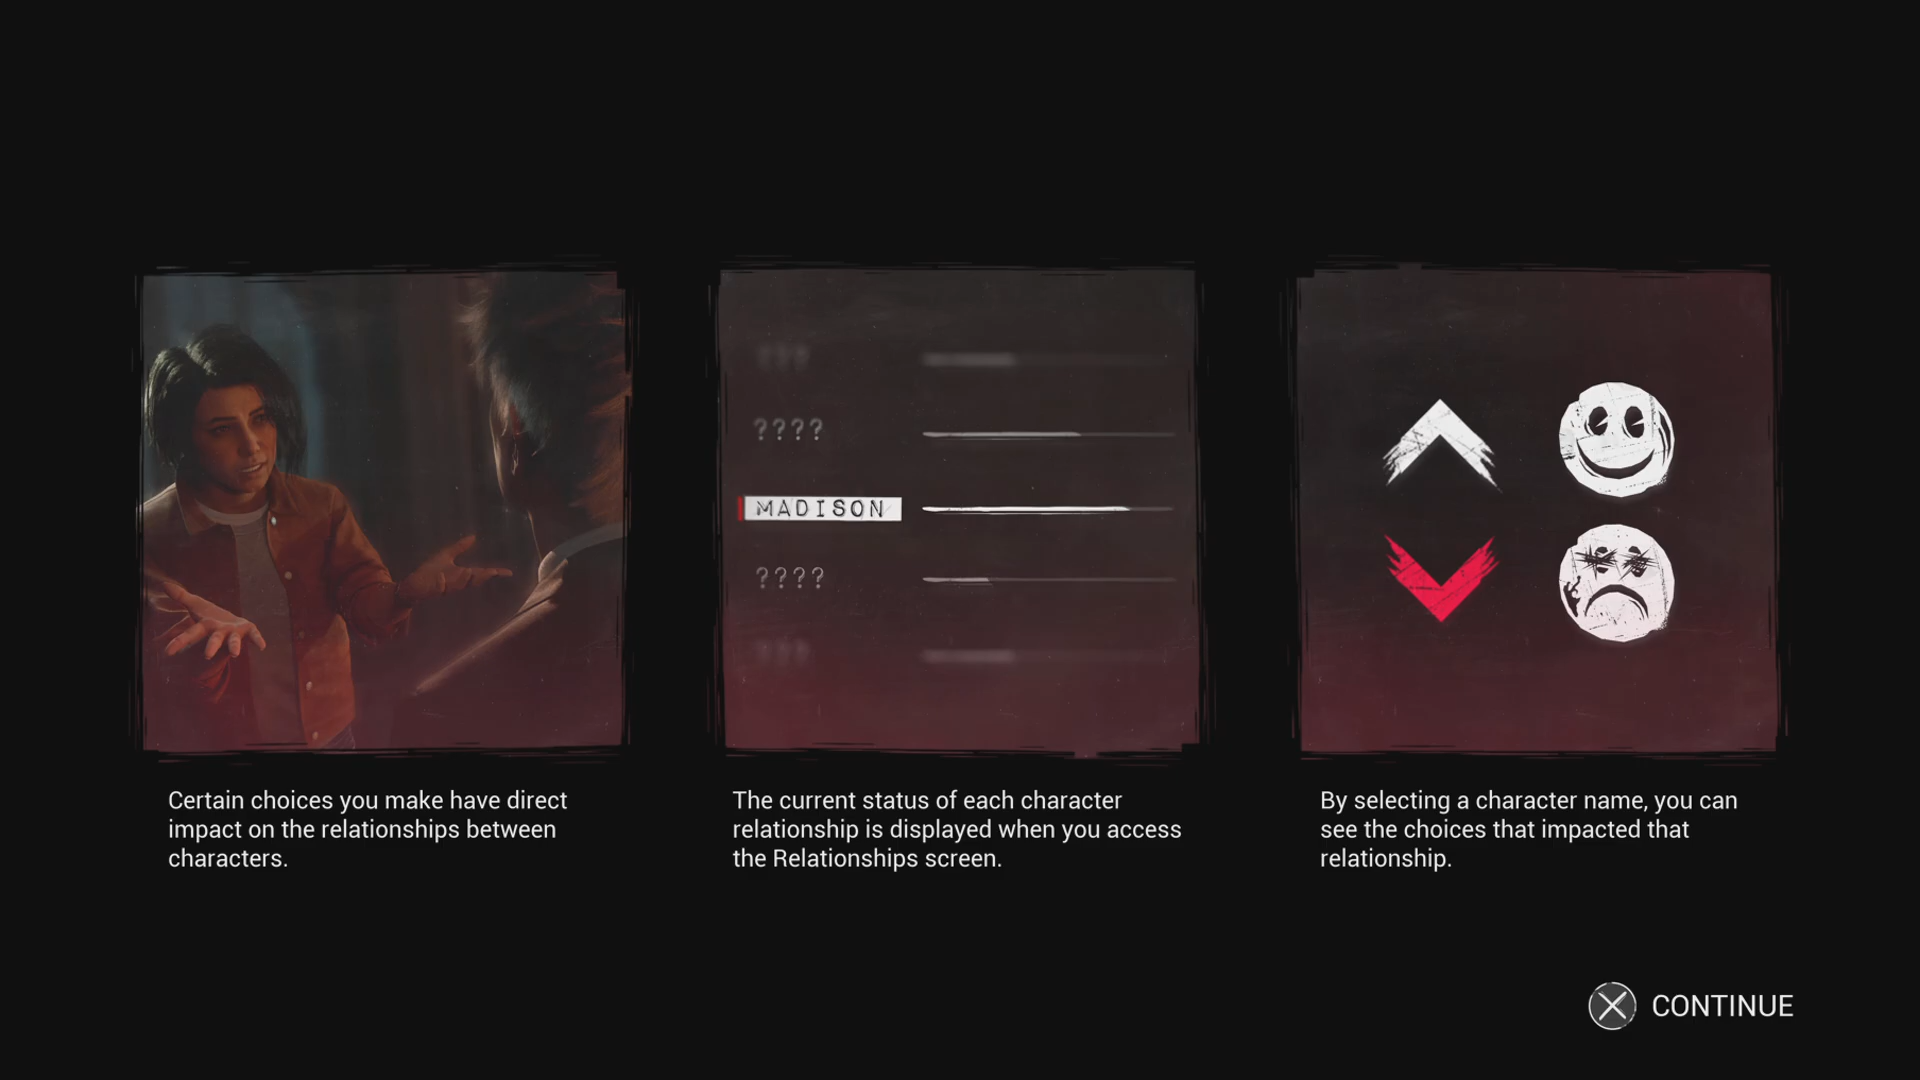 ????
MADISON
????
Certain choices you make have direct
impact on the relationships between
characters.
The current status of each character
relationship is displayed when you access
the Relationships screen.
By selecting a character name, you can
see the choices that impacted that
relationship.
CONTINUE